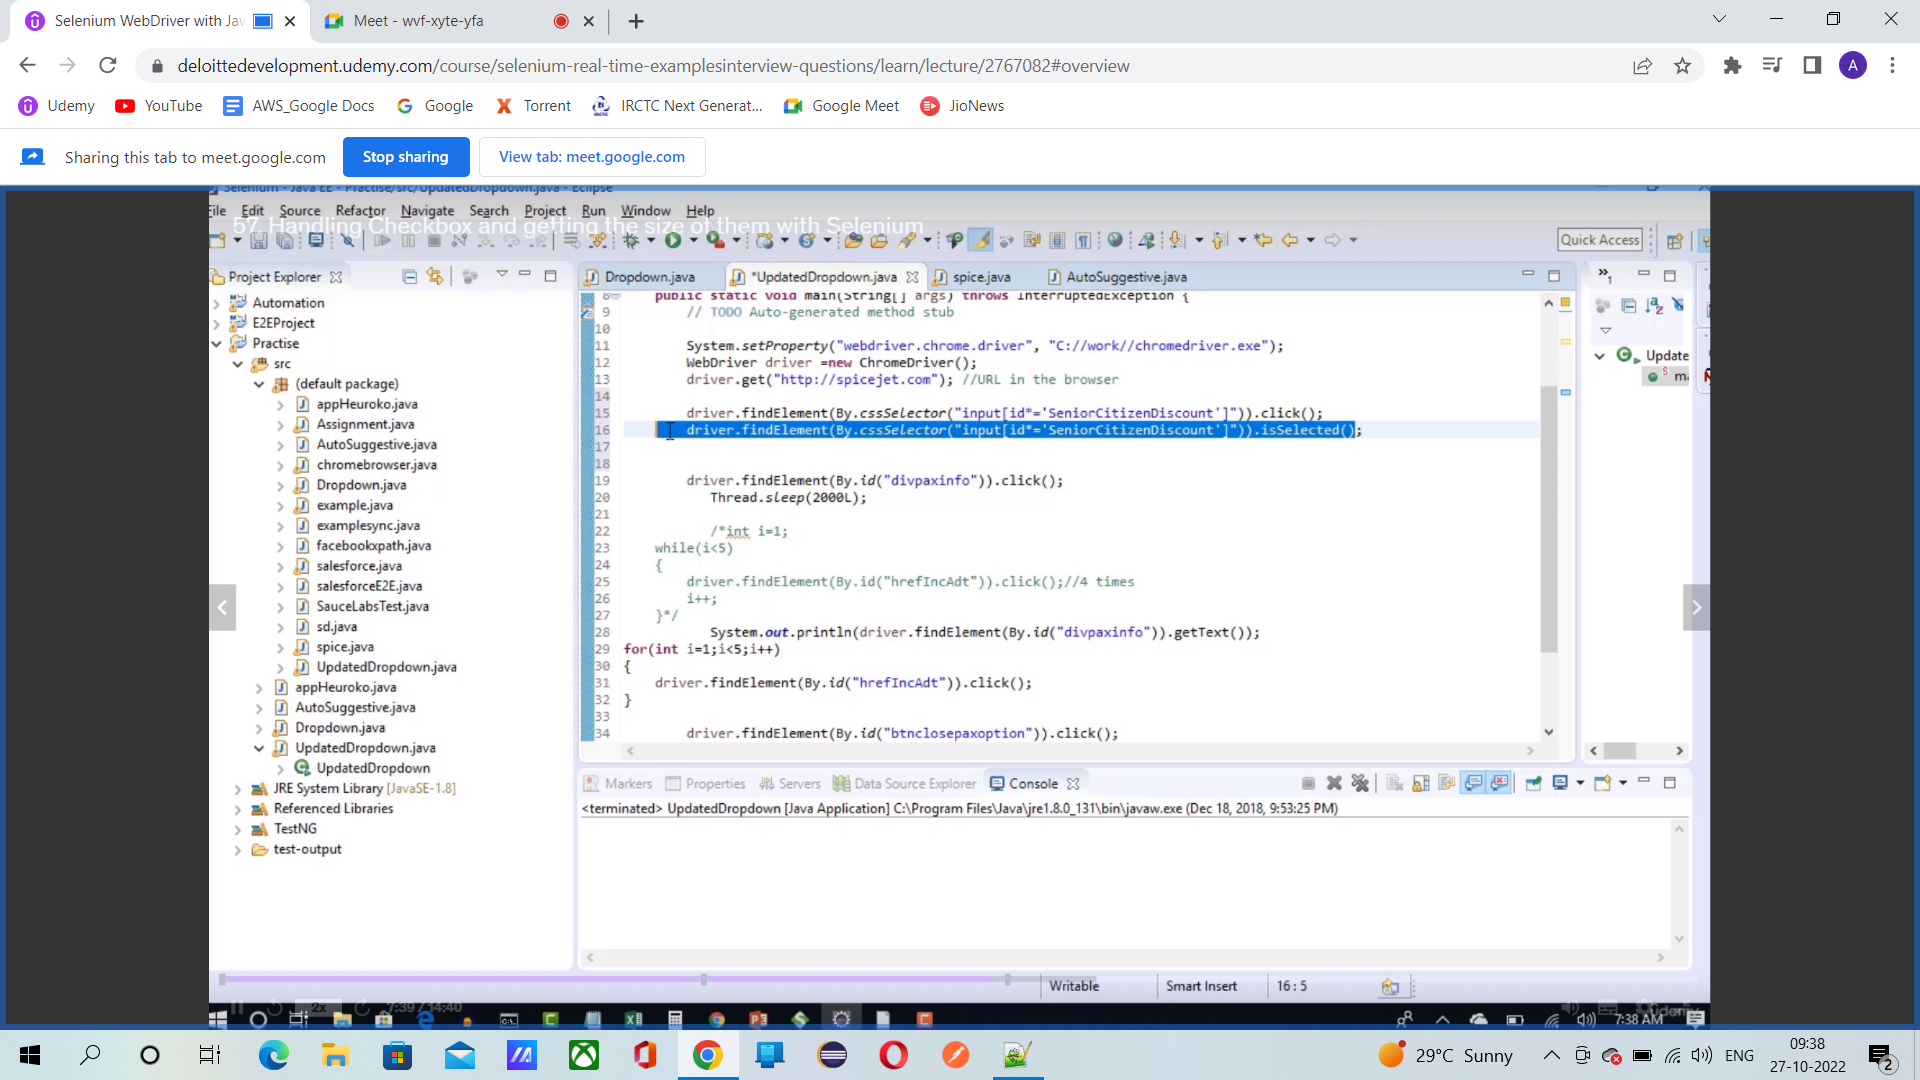 Selenium WebDriver with Jav
Meet - wvf-xyte-yfa
deloittedevelopment.udemy.com/course/selenium-real-time-examplesinterview-questions/learn/lecture/2767082#overview
A
Udemy
YouTube
AWS_Google Docs
Google
Torrent
IRCTC Next Generat...
Google Meet
JioNews
Sharing this tab to meet.google.com
Stop sharing
View tab: meet.google.com
Selenium - Java EE - Practise/src/UpdatedDropdown.java - Eclipse
File Edit Source Refactor Navigate Search Project Run Window Help
57. Handling Checkbox and getting the size of them with Selenium
Quick Access
Project Explorer
Automation
E2EProject
Practise
src
(default package)
appHeuroko.java
Assignment.java
AutoSuggestive.java
chromebrowser.java
Dropdown.java
example.java
examplesync.java
facebookxpath.java
salesforce.java
salesforceE2E.java
SauceLabsTest.java
sd.java
spice.java
UpdatedDropdown.java
appHeuroko.java
AutoSuggestive.java
Dropdown.java
UpdatedDropdown.java
UpdatedDropdown
JRE System Library [JavaSE-1.8]
Referenced Libraries
TestNG
test-output
Dropdown.java
*UpdatedDropdown.java
spice.java
AutoSuggestive.java
8 public static void main(String[] args) throws InterruptedException {
9 // TODO Auto-generated method stub
10
11 System.setProperty("webdriver.chrome.driver", "C://work//chromedriver.exe");
12 WebDriver driver =new ChromeDriver();
13 driver.get("http://spicejet.com"); //URL in the browser
14
15 driver.findElement(By.cssSelector("input[id*='SeniorCitizenDiscount']")).click();
16 driver.findElement(By.cssSelector("input[id*='SeniorCitizenDiscount']")).isSelected();
17
18
19 driver.findElement(By.id("divpaxinfo")).click();
20 Thread.sleep(2000L);
21
22 /*int i=1;
23 while(i<5)
24 {
25 driver.findElement(By.id("hrefIncAdt")).click();//4 times
26 i++;
27 }*/
28 System.out.println(driver.findElement(By.id("divpaxinfo")).getText());
29 for(int i=1;i<5;i++)
30 {
31 driver.findElement(By.id("hrefIncAdt")).click();
32 }
33
34 driver.findElement(By.id("btnclosepaxoption")).click();
Update
Markers
Properties
Servers
Data Source Explorer
Console
<terminated> UpdatedDropdown [Java Application] C:\Program Files\Java\jre1.8.0_131\bin\javaw.exe (Dec 18, 2018, 9:53:25 PM)
Writable
Smart Insert
16 : 5
2x
7:39 / 14:40
7:38 AM
29°C Sunny
ENG
09:38
27-10-2022
2